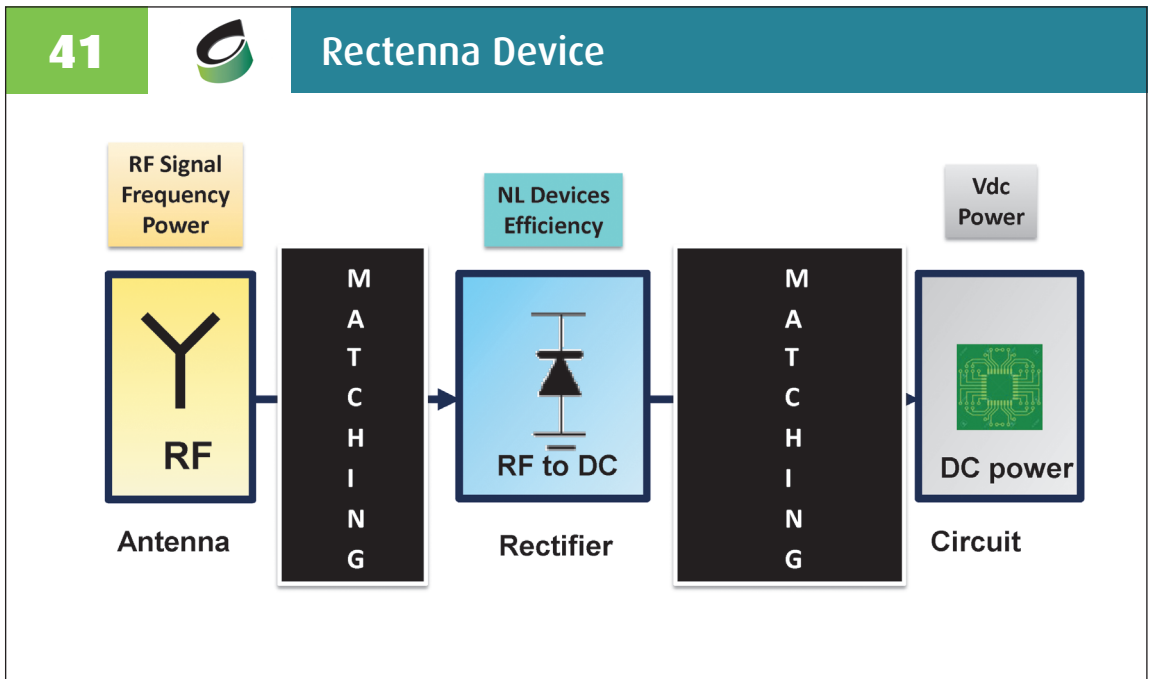 41
Rectenna Device
RF Signal
Frequency
Power
NL Devices
Efficiency
Vdc
Power
RF
M
A
T
C
H
I
N
G
RF to DC
M
A
T
C
H
I
N
G
DC power
Antenna
Rectifier
Circuit